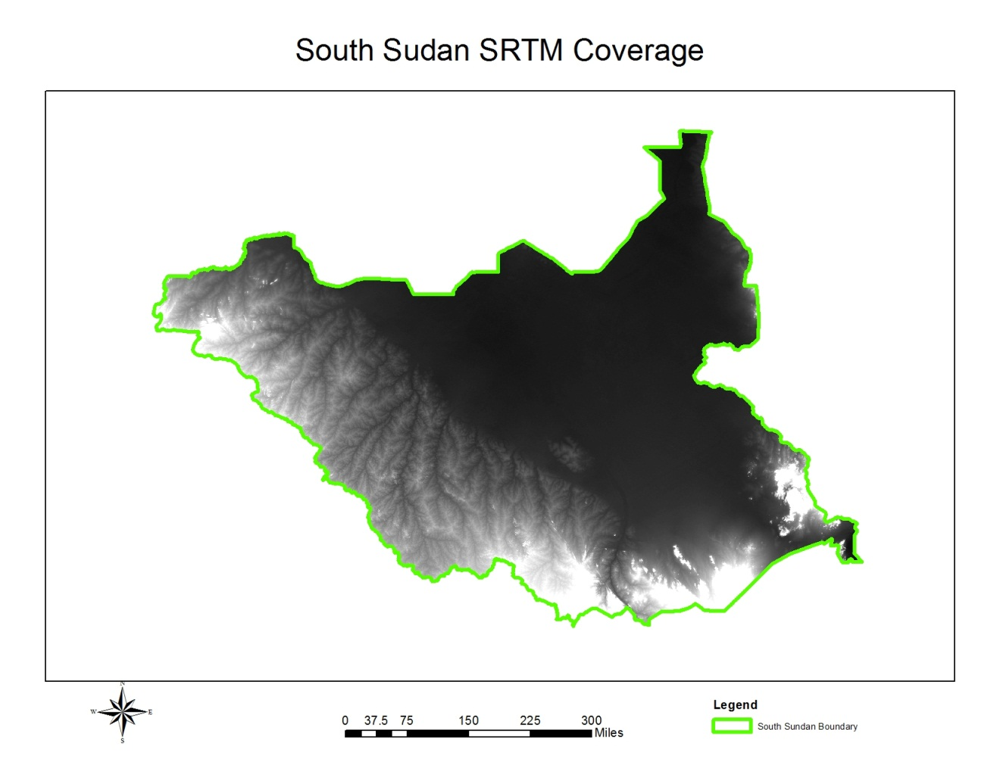 South Sudan SRTM Coverage
N
W E
S
0 37.5 75 150 225 300
Miles
Legend
South Sundan Boundary